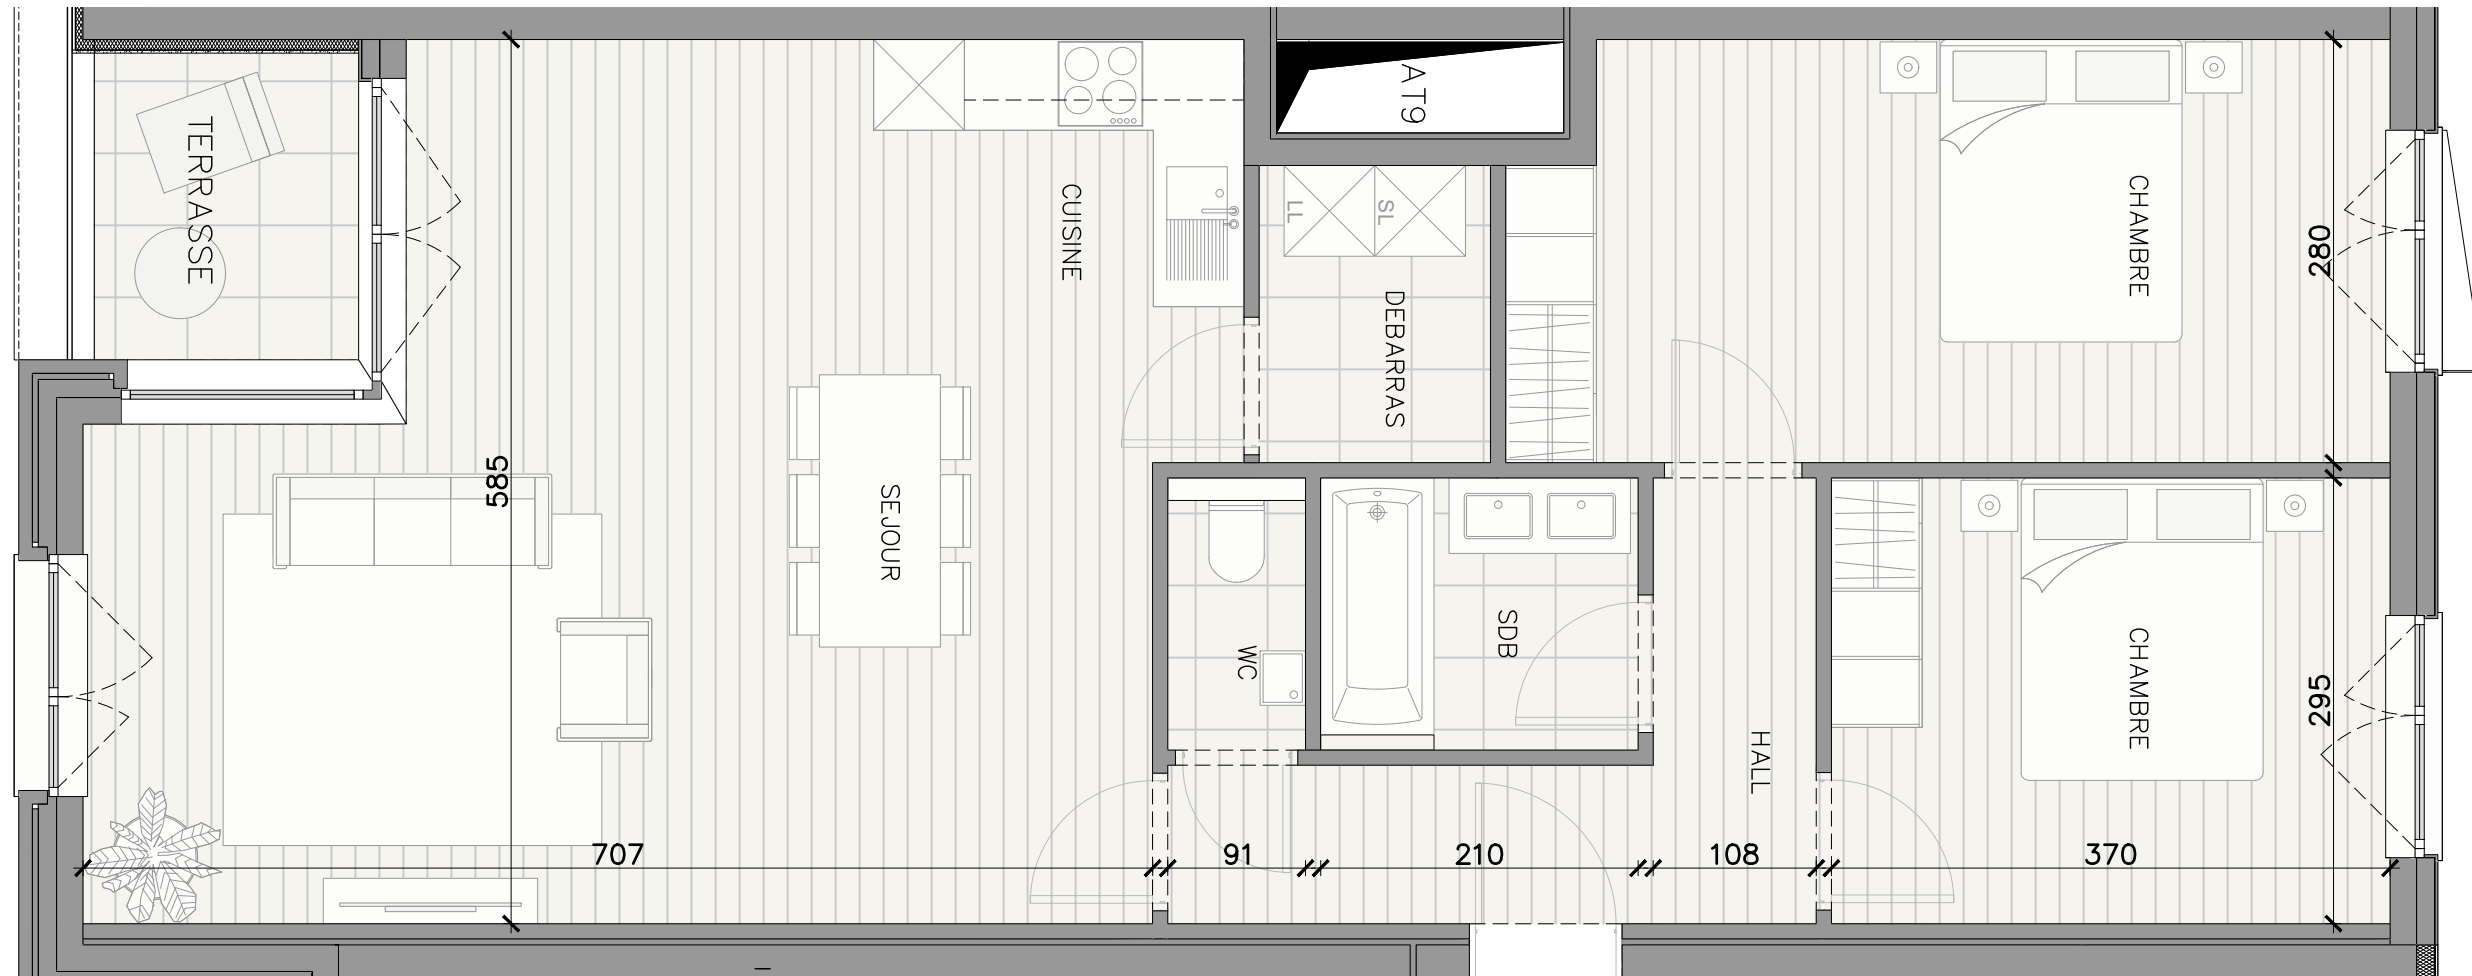 TERRASSE
585
CUISINE
SEJOUR
AT9
LL
SL
DEBARRAS
CHAMBRE
280
WC
SDB
HALL
CHAMBRE
295
707
91
210
108
370